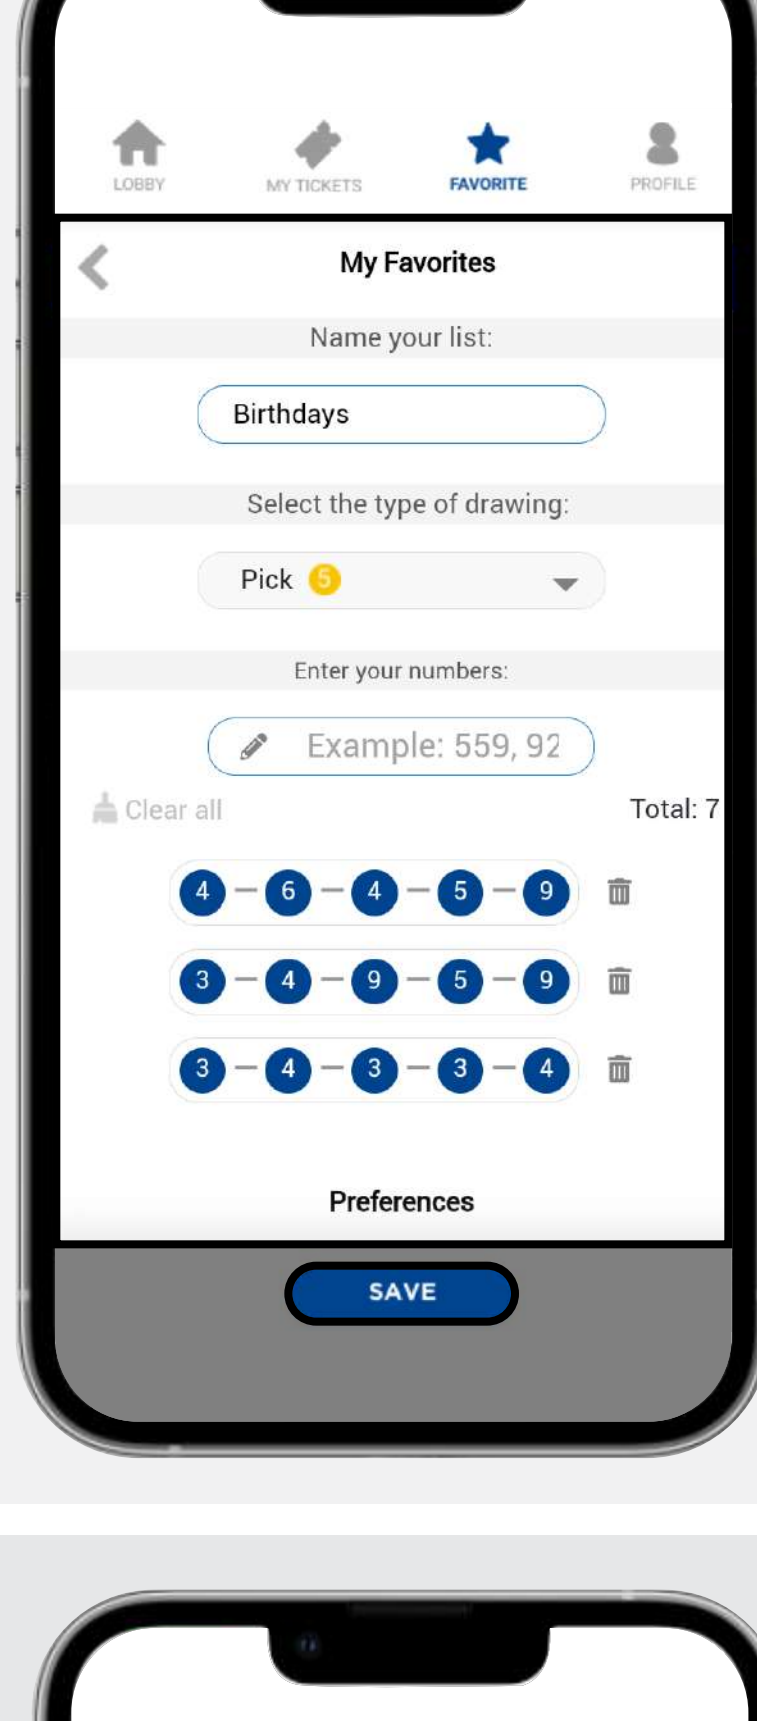 LOBBY MY TICKETS FAVORITE PROFILE
My Favorites
Name your list:
Birthdays
Select the type of drawing:
Pick 5
Enter your numbers:
Example: 559, 92
Clear all Total: 7
4 – 6 – 4 – 5 – 9
3 – 4 – 9 – 5 – 9
3 – 4 – 3 – 3 – 4
Preferences
SAVE